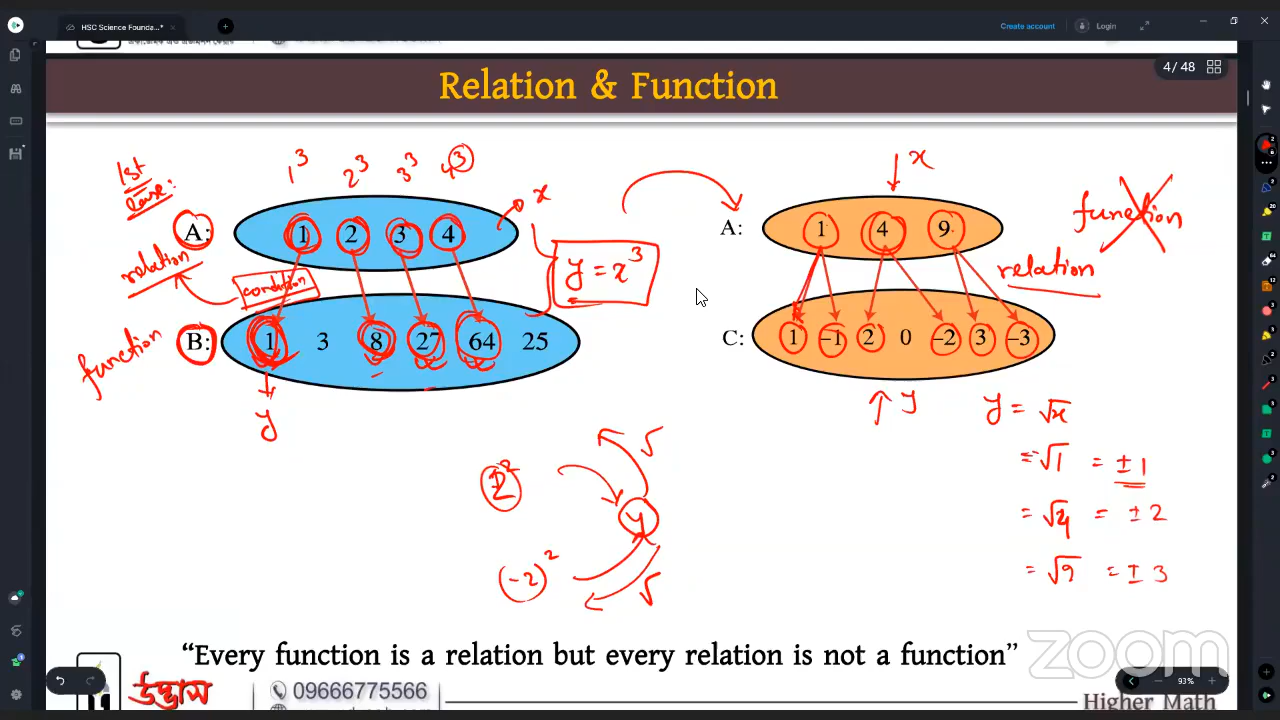 HSC Science Founda...*
Create account
Login
4 / 48
Relation & Function
1st
case:
1³ 2³ 3³ 4³
x
A: 1 2 3 4
relation
condition
y = x³
function
B: 1 3 8 27 64 25
y
x
A: 1 4 9
function
relation
C: 1 −1 2 0 −2 3 −3
y
y = √x
= √1 = ± 1
= √4 = ± 2
= √9 = ± 3
2²
√
4
(-2)²
√
“Every function is a relation but every relation is not a function”
zoom
93%
উদ্ভাস
09666775566
Higher Math